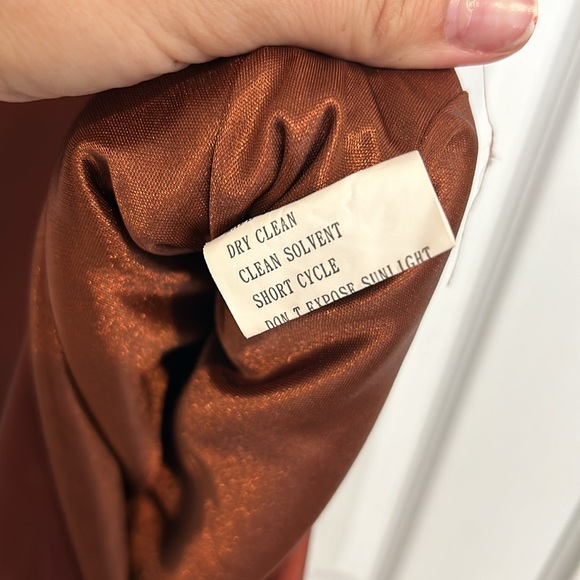 DRY CLEAN
CLEAN SOLVENT
SHORT CYCLE
DON T EXPOSE SUNLIGHT